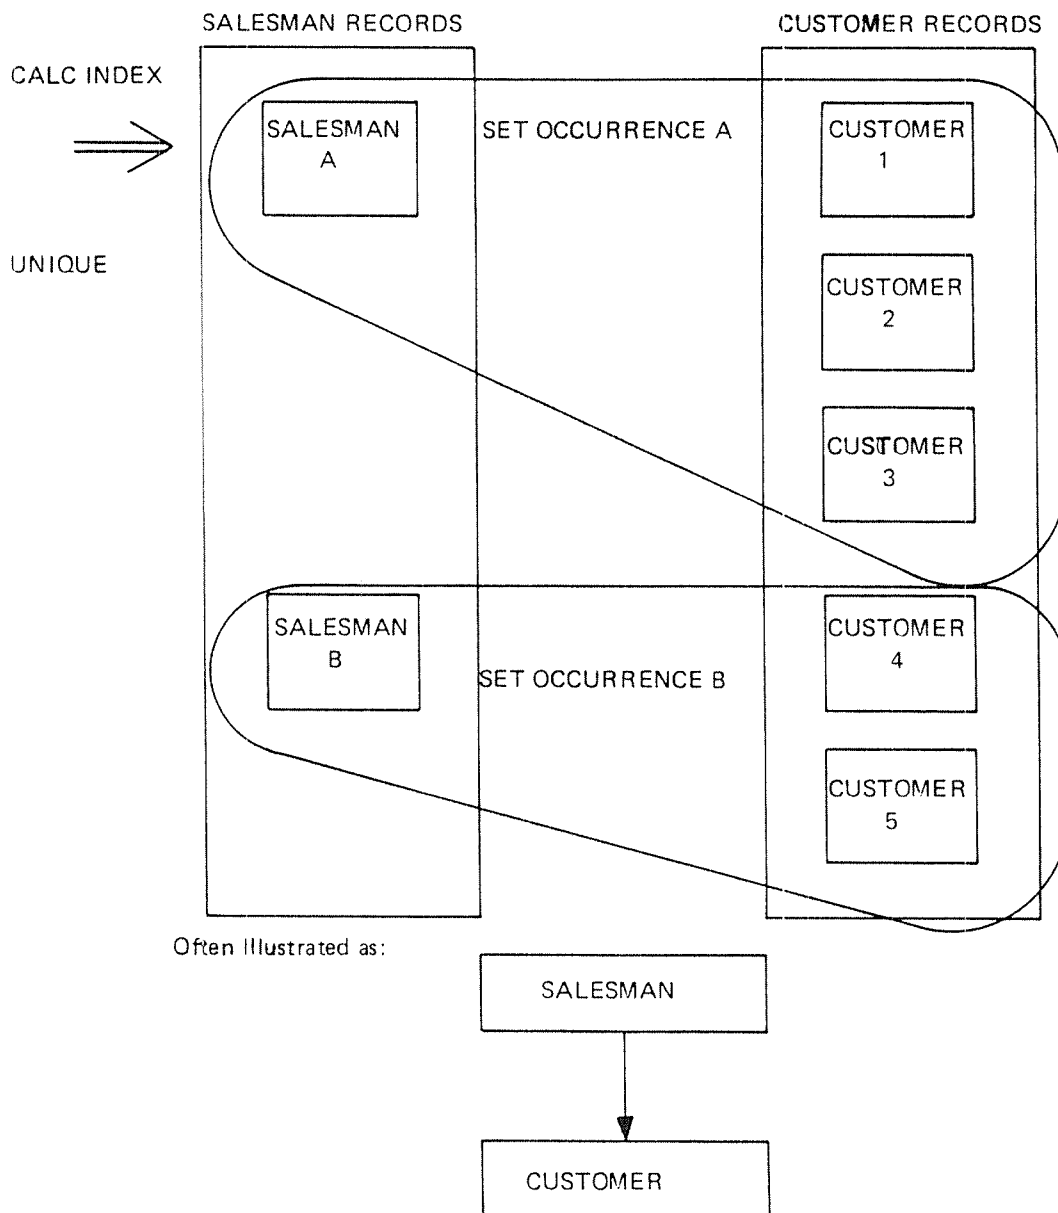 SALESMAN RECORDS
CUSTOMER RECORDS
CALC INDEX
SALESMAN
A
SET OCCURRENCE A
CUSTOMER
1
UNIQUE
CUSTOMER
2
CUSTOMER
3
SALESMAN
B
SET OCCURRENCE B
CUSTOMER
4
CUSTOMER
5
Often Illustrated as:
SALESMAN
CUSTOMER